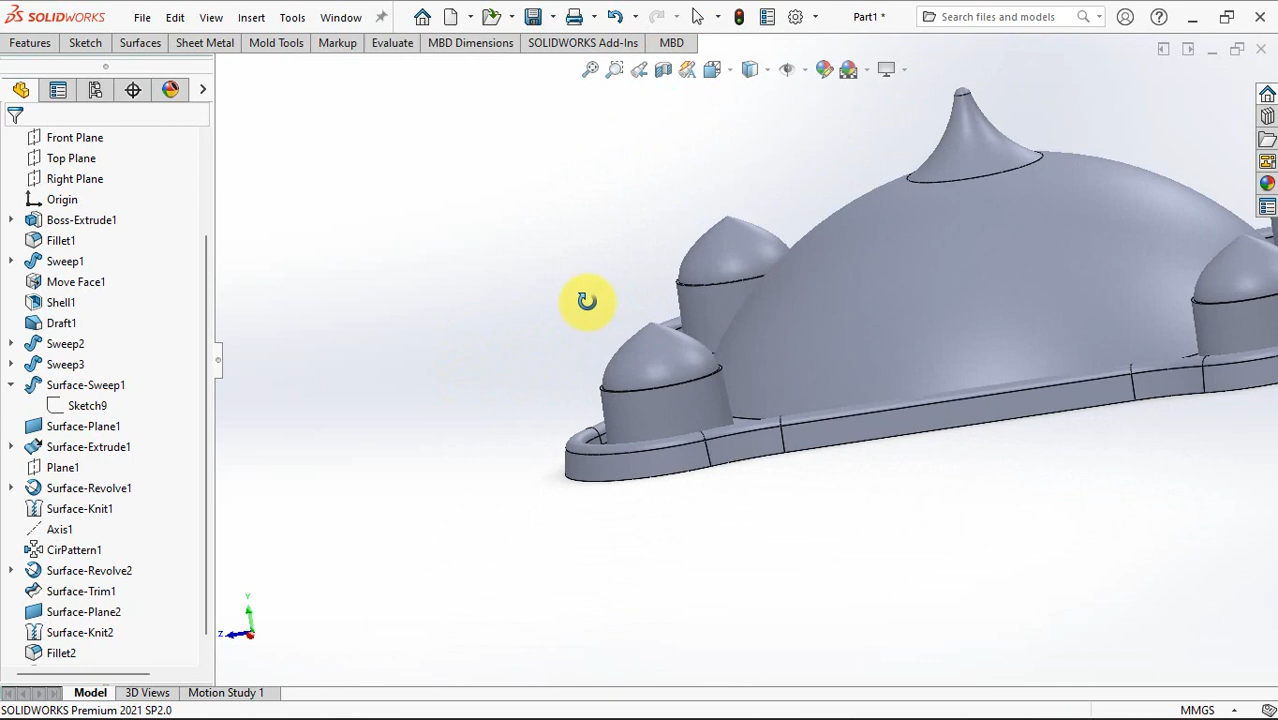 SOLIDWORKS File Edit View Insert Tools Window Part1 * Search files and models
Features Sketch Surfaces Sheet Metal Mold Tools Markup Evaluate MBD Dimensions SOLIDWORKS Add-Ins MBD
Front Plane
Top Plane
Right Plane
Origin
Boss-Extrude1
Fillet1
Sweep1
Move Face1
Shell1
Draft1
Sweep2
Sweep3
Surface-Sweep1
Sketch9
Surface-Plane1
Surface-Extrude1
Plane1
Surface-Revolve1
Surface-Knit1
Axis1
CirPattern1
Surface-Revolve2
Surface-Trim1
Surface-Plane2
Surface-Knit2
Fillet2
Y
Z
Model 3D Views Motion Study 1
SOLIDWORKS Premium 2021 SP2.0 MMGS